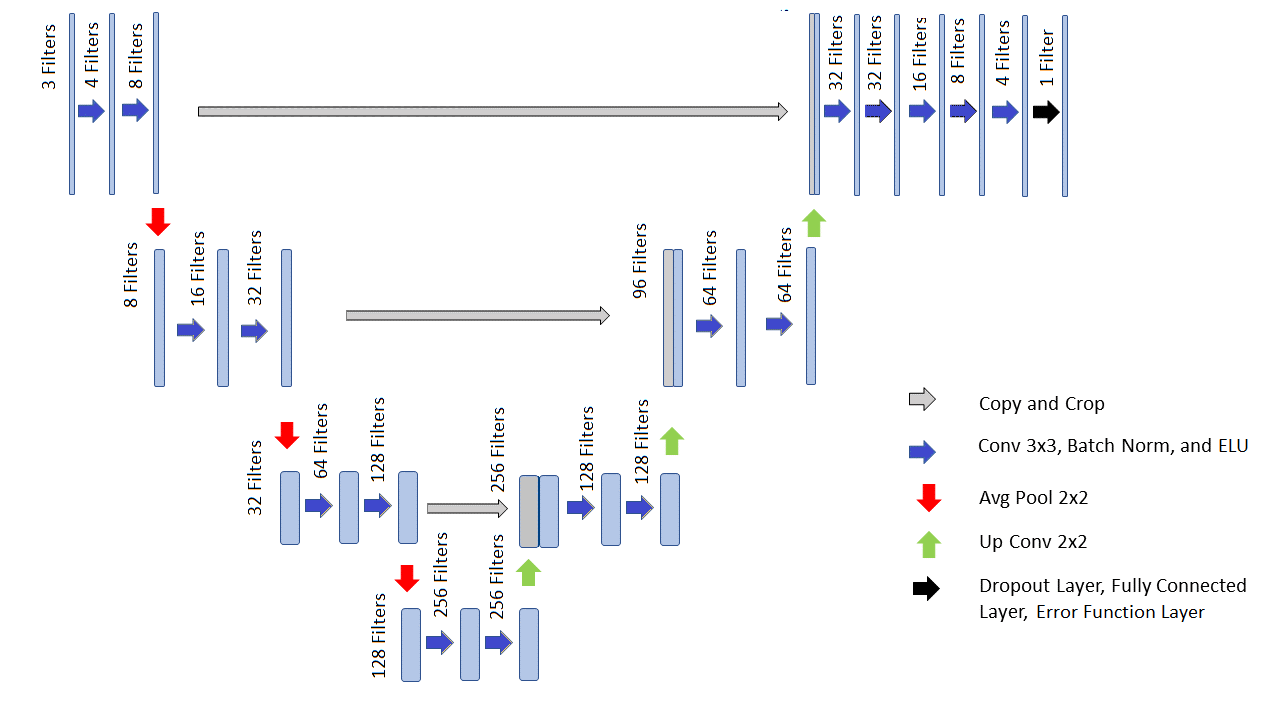 3 Filters
4 Filters
8 Filters
32 Filters
32 Filters
16 Filters
8 Filters
4 Filters
1 Filter
8 Filters
16 Filters
32 Filters
96 Filters
64 Filters
64 Filters
32 Filters
64 Filters
128 Filters
256 Filters
128 Filters
128 Filters
128 Filters
256 Filters
256 Filters
Copy and Crop
Conv 3x3, Batch Norm, and ELU
Avg Pool 2x2
Up Conv 2x2
Dropout Layer, Fully Connected
Layer, Error Function Layer